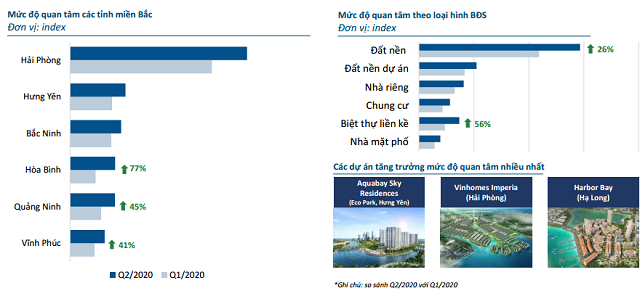 Mức độ quan tâm các tỉnh miền Bắc
Đơn vị: index
Hải Phòng
Hưng Yên
Bắc Ninh
Hòa Bình
77%
Quảng Ninh
45%
Vĩnh Phúc
41%
Q2/2020
Q1/2020
Mức độ quan tâm theo loại hình BĐS
Đơn vị: index
Đất nền
26%
Đất nền dự án
Nhà riêng
Chung cư
Biệt thự liền kề
56%
Nhà mặt phố
Các dự án tăng trưởng mức độ quan tâm nhiều nhất
Aquabay Sky
Residences
(Eco Park, Hưng Yên)
Vinhomes Imperia
(Hải Phòng)
Harbor Bay
(Hạ Long)
*Ghi chú: so sánh Q2/2020 với Q1/2020